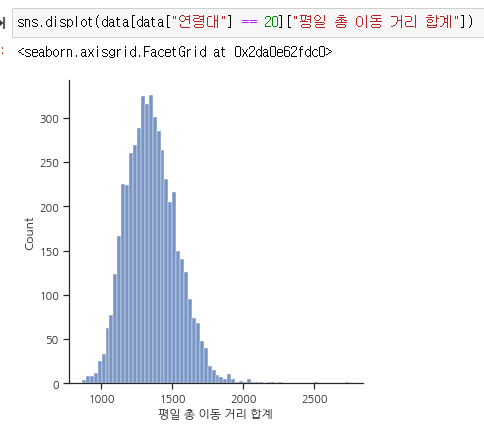 sns.displot(data[data["연령대"] == 20]["평일 총 이동 거리 합계"])
<seaborn.axisgrid.FacetGrid at 0x2da0e62fdc0>
300
250
200
150
100
50
0
Count
1000 1500 2000 2500
평일 총 이동 거리 합계